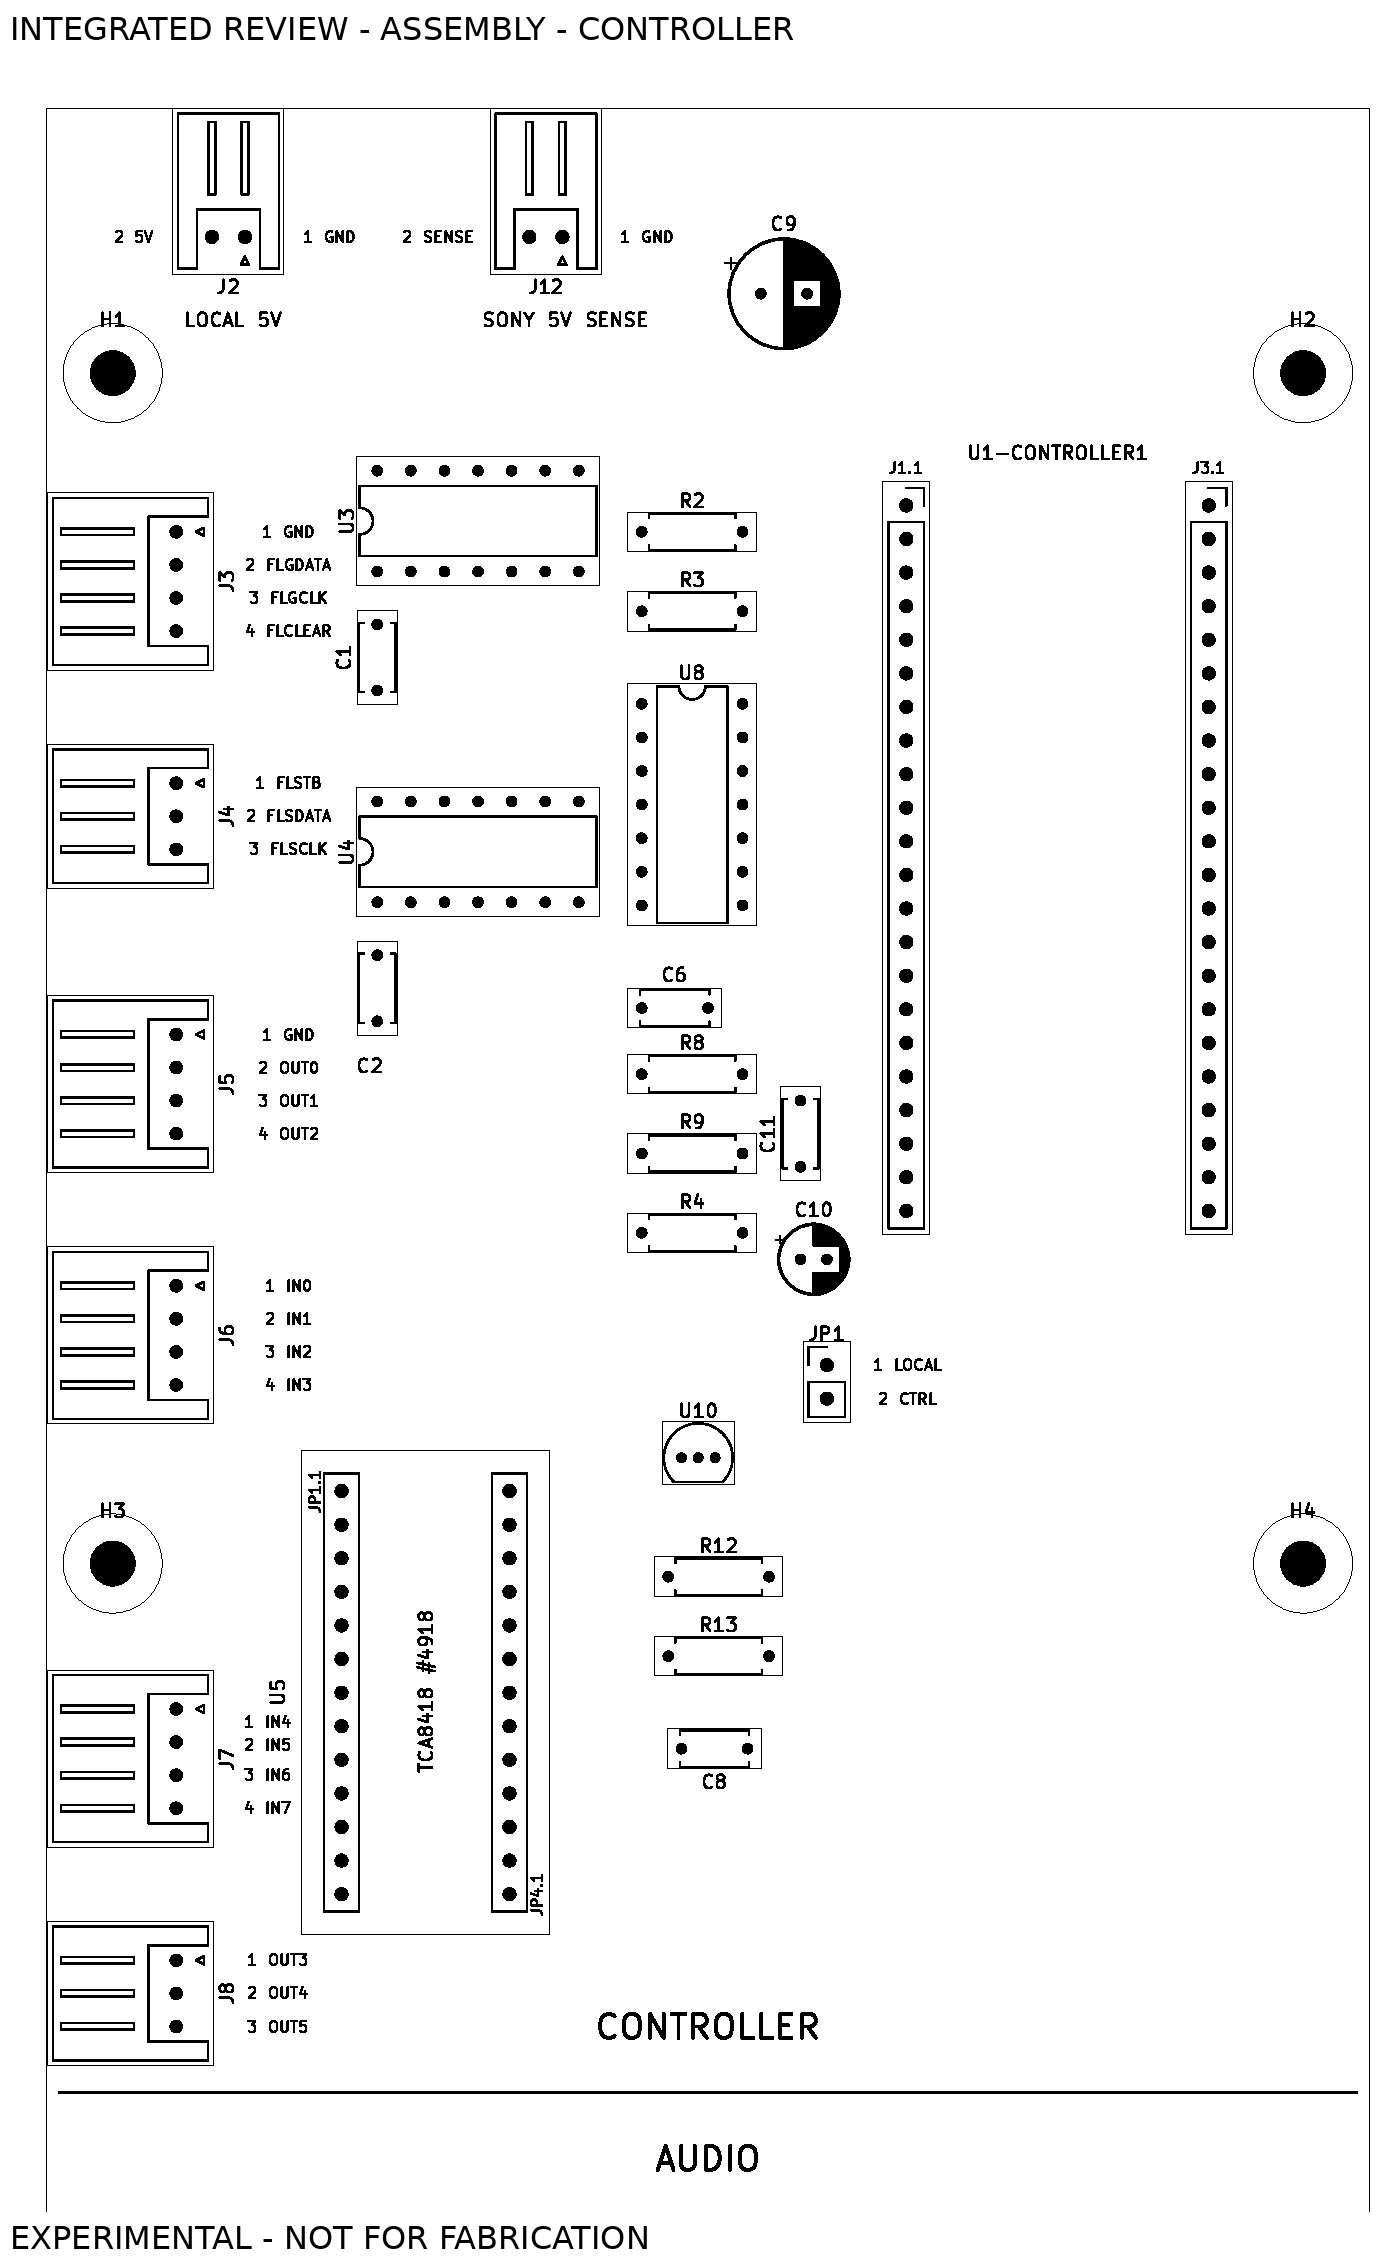 INTEGRATED REVIEW - ASSEMBLY - CONTROLLER
C9
2 5V
1 GND
2 SENSE
1 GND
+
J2
J12
H1
LOCAL 5V
SONY 5V SENSE
H2
U1-CONTROLLER1
J1.1
J3.1
R2
U3
1 GND
2 FLGDATA
J3
R3
3 FLGCLK
4 FLCLEAR
C1
U8
1 FLSTB
J4
2 FLSDATA
3 FLSCLK
U4
C6
1 GND
R8
C2
2 OUT0
J5
3 OUT1
R9
4 OUT2
C11
R4
C10
+
1 IN0
2 IN1
J6
JP1
3 IN2
1 LOCAL
4 IN3
2 CTRL
U10
JP1.1
H3
H4
R12
R13
TCA8418 #4918
U5
1 IN4
2 IN5
J7
3 IN6
C8
4 IN7
JP4.1
1 OUT3
J8
2 OUT4
3 OUT5
CONTROLLER
AUDIO
EXPERIMENTAL - NOT FOR FABRICATION